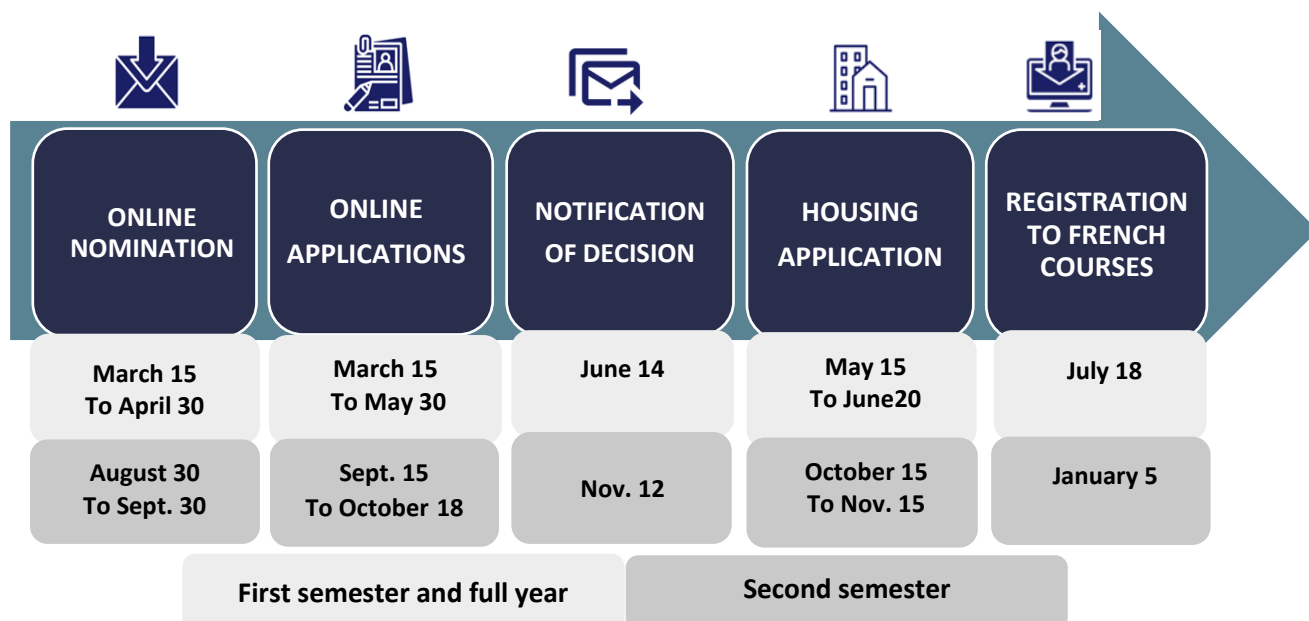 ONLINE
NOMINATION
ONLINE
APPLICATIONS
NOTIFICATION
OF DECISION
HOUSING
APPLICATION
REGISTRATION
TO FRENCH
COURSES
March 15
To April 30
March 15
To May 30
June 14
May 15
To June20
July 18
August 30
To Sept. 30
Sept. 15
To October 18
Nov. 12
October 15
To Nov. 15
January 5
First semester and full year
Second semester